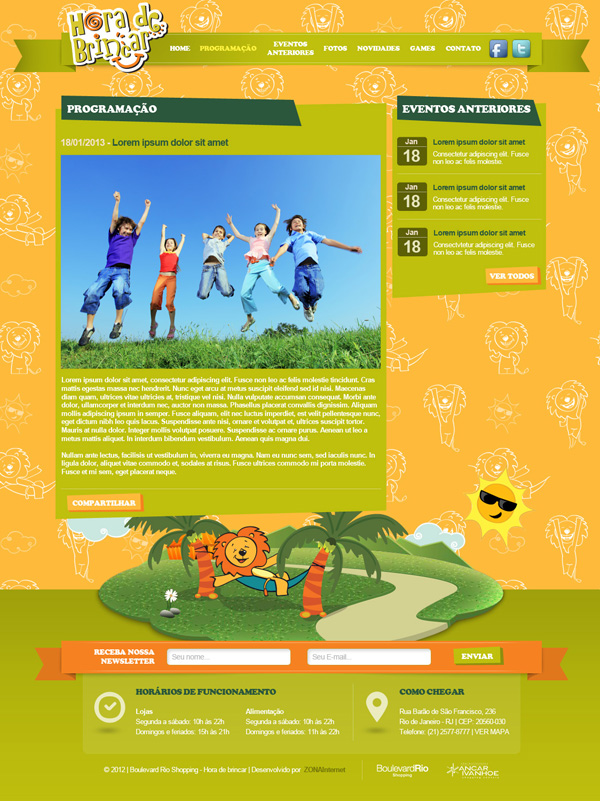 Hora de
Brincar
HOME
PROGRAMAÇÃO
EVENTOS
ANTERIORES
FOTOS
NOVIDADES
GAMES
CONTATO
PROGRAMAÇÃO
18/01/2013 - Lorem ipsum dolor sit amet
Lorem ipsum dolor sit amet, consectetur adipiscing elit. Fusce non leo ac felis molestie tincidunt. Cras
mattis egestas massa nec hendrerit. Nunc eget arcu at metus suscipit eleifend sed id nisi. Maecenas
diam quam, ultrices vitae ultricies at, tristique vel nisi. Nulla vulputate accumsan consequat. Morbi ante
dolor, ullamcorper et interdum nec, auctor non massa. Phasellus placerat convallis dignissim. Aliquam
mollis adipiscing ipsum in semper. Fusce aliquam, elit nec luctus imperdiet, est velit pellentesque nunc,
eget dictum nibh leo quis lacus. Suspendisse ante nisi, ornare et volutpat et, ultrices suscipit tortor.
Mauris at nulla dolor. Integer mollis volutpat posuere. Suspendisse ac ornare purus. Aenean ut leo a
metus mattis aliquet. In interdum bibendum vestibulum. Aenean quis magna dui.
Nullam ante lectus, facilisis ut vestibulum in, viverra eu magna. Nam eu nunc sem, sed iaculis nunc. In
ligula dolor, aliquet vitae commodo et, sodales at risus. Fusce ultrices commodo mi porta molestie.
Fusce et mi sem, eget placerat neque.
COMPARTILHAR
EVENTOS ANTERIORES
Jan
18
Lorem ipsum dolor sit amet
Consectetur adipiscing elit. Fusce
non leo ac felis molestie.
Jan
18
Lorem ipsum dolor sit amet
Consectetur adipiscing elit. Fusce
non leo ac felis molestie.
Jan
18
Lorem ipsum dolor sit amet
Consectvtetur adipiscing elit. Fusce
non leo ac felis molestie.
VER TODOS
RECEBA NOSSA
NEWSLETTER
Seu nome...
Seu E-mail...
ENVIAR
HORÁRIOS DE FUNCIONAMENTO
Lojas
Segunda a sábado: 10h às 22h
Domingos e feriados: 15h às 21h
Alimentação
Segunda a sábado: 10h às 22h
Domingos e feriados: 11h às 22h
COMO CHEGAR
Rua Barão de São Francisco, 236
Rio de Janeiro - RJ | CEP: 20560-030
Telefone: (21) 2577-8777 | VER MAPA
© 2012 | Boulevard Rio Shopping - Hora de brincar | Desenvolvido por ZONAInternet
BoulevardRio
Shopping
ANCAR
IVANHOE